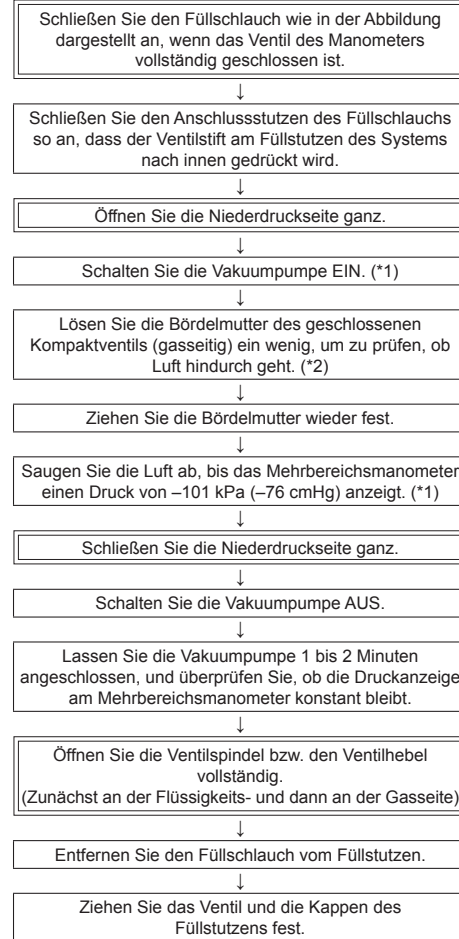 Schließen Sie den Füllschlauch wie in der Abbildung
dargestellt an, wenn das Ventil des Manometers
vollständig geschlossen ist.
↓
Schließen Sie den Anschlussstutzen des Füllschlauchs
so an, dass der Ventilstift am Füllstutzen des Systems
nach innen gedrückt wird.
↓
Öffnen Sie die Niederdruckseite ganz.
↓
Schalten Sie die Vakuumpumpe EIN. (*1)
↓
Lösen Sie die Bördelmutter des geschlossenen
Kompaktventils (gasseitig) ein wenig, um zu prüfen, ob
Luft hindurch geht. (*2)
↓
Ziehen Sie die Bördelmutter wieder fest.
↓
Saugen Sie die Luft ab, bis das Mehrbereichsmanometer
einen Druck von –101 kPa (–76 cmHg) anzeigt. (*1)
↓
Schließen Sie die Niederdruckseite ganz.
↓
Schalten Sie die Vakuumpumpe AUS.
↓
Lassen Sie die Vakuumpumpe 1 bis 2 Minuten
angeschlossen, und überprüfen Sie, ob die Druckanzeige
am Mehrbereichsmanometer konstant bleibt.
↓
Öffnen Sie die Ventilspindel bzw. den Ventilhebel
vollständig.
(Zunächst an der Flüssigkeits- und dann an der Gasseite)
↓
Entfernen Sie den Füllschlauch vom Füllstutzen.
↓
Ziehen Sie das Ventil und die Kappen des
Füllstutzens fest.